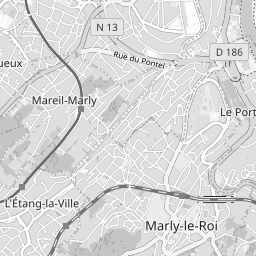 N 13
Rue du Pontel
D 186
ueux
Mareil-Marly
Le Port
L'Étang-la-Ville
Marly-le-Roi